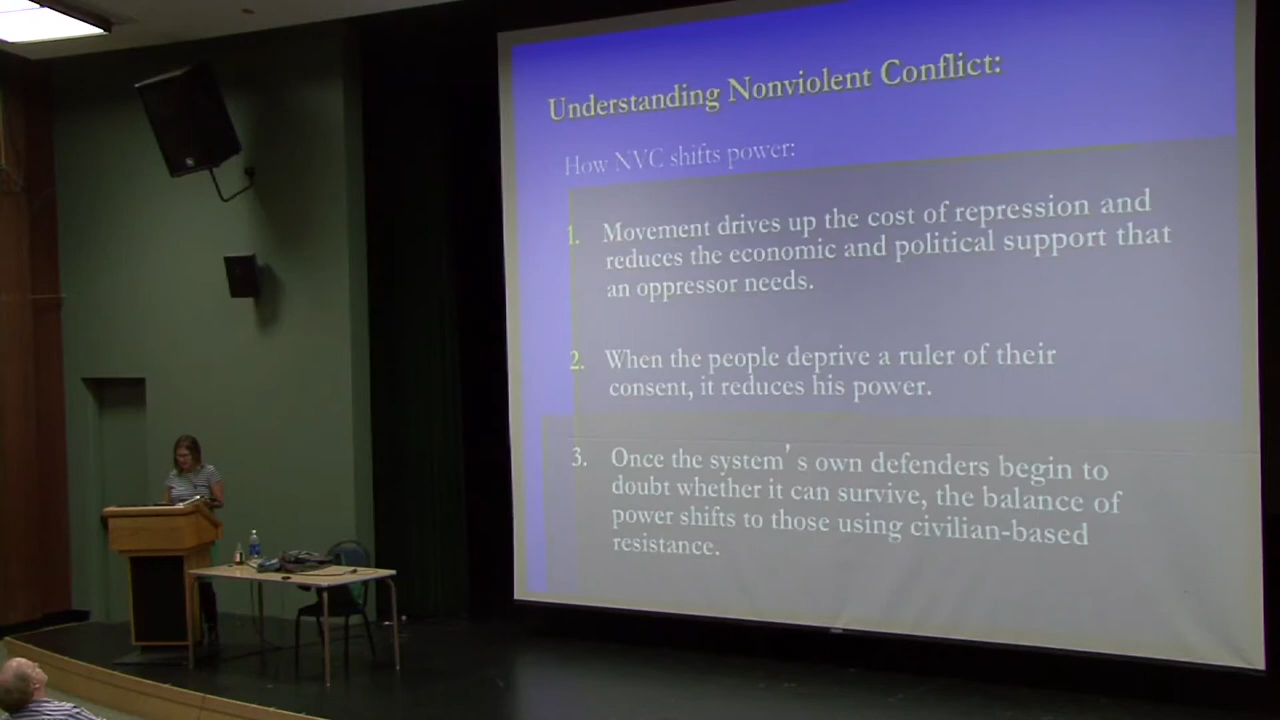 Understanding Nonviolent Conflict:
How NVC shifts power:
1. Movement drives up the cost of repression and
reduces the economic and political support that
an oppressor needs.
2. When the people deprive a ruler of their
consent, it reduces his power.
3. Once the system's own defenders begin to
doubt whether it can survive, the balance of
power shifts to those using civilian-based
resistance.